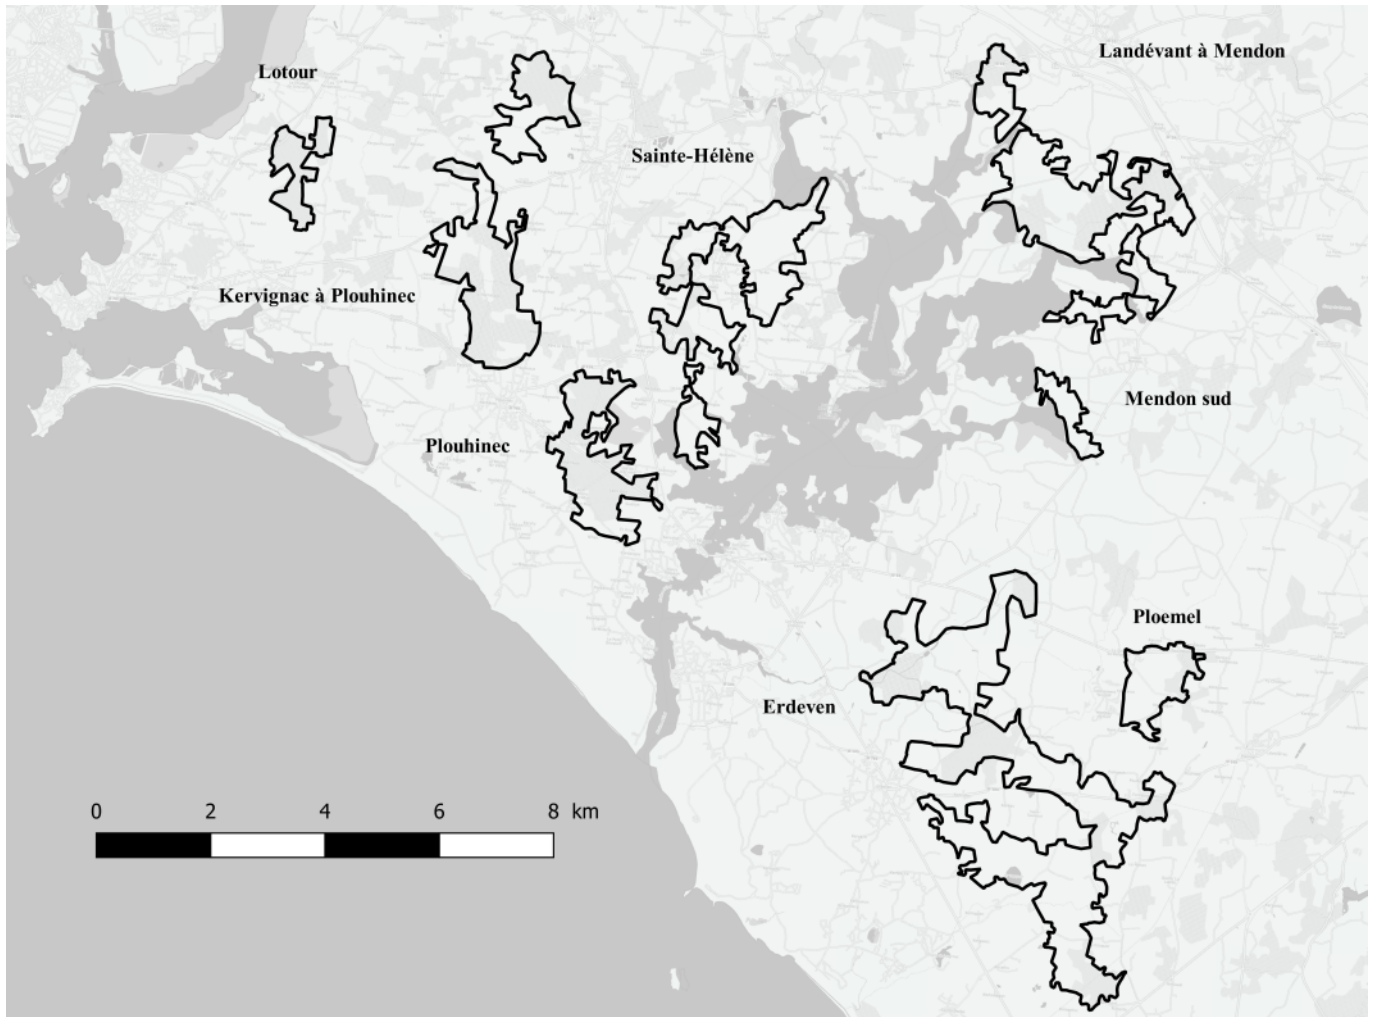 Landévant à Mendon
Lotour
Sainte-Hélène
Kervignac à Plouhinec
Mendon sud
Plouhinec
Ploemel
Erdeven
0 2 4 6 8 km